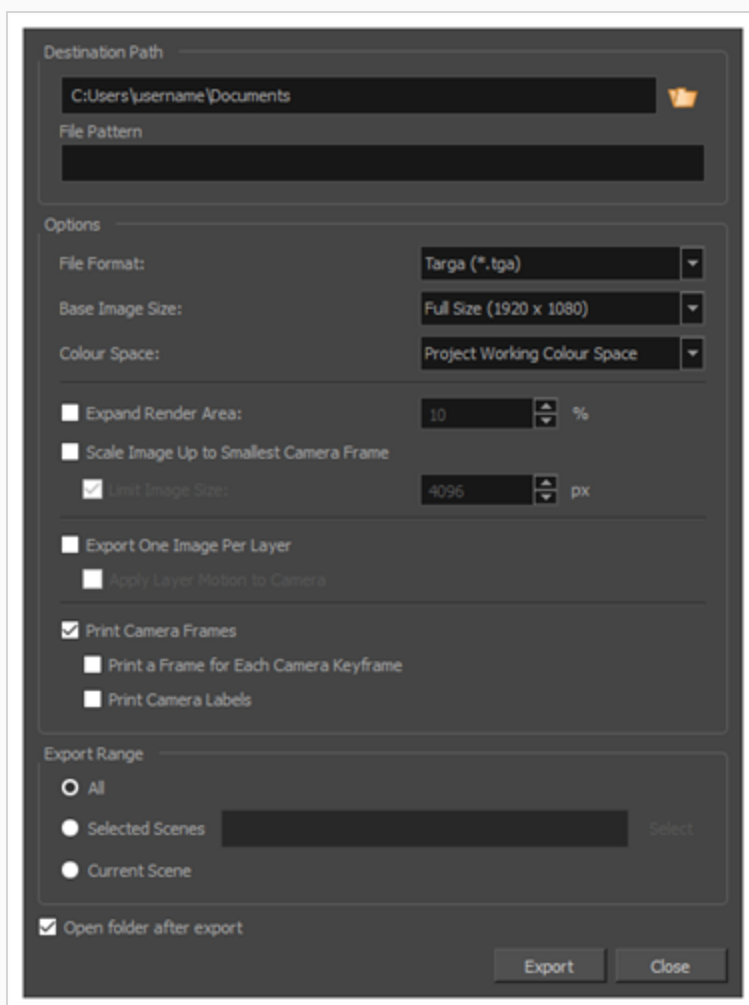 Destination Path
C:Users\username\Documents
File Pattern
Options
File Format: Targa (*.tga)
Base Image Size: Full Size (1920 x 1080)
Colour Space: Project Working Colour Space
Expand Render Area: 10 %
Scale Image Up to Smallest Camera Frame
Limit Image Size: 4096 px
Export One Image Per Layer
Apply Layer Motion to Camera
Print Camera Frames
Print a Frame for Each Camera Keyframe
Print Camera Labels
Export Range
All
Selected Scenes Select
Current Scene
Open folder after export
Export Close